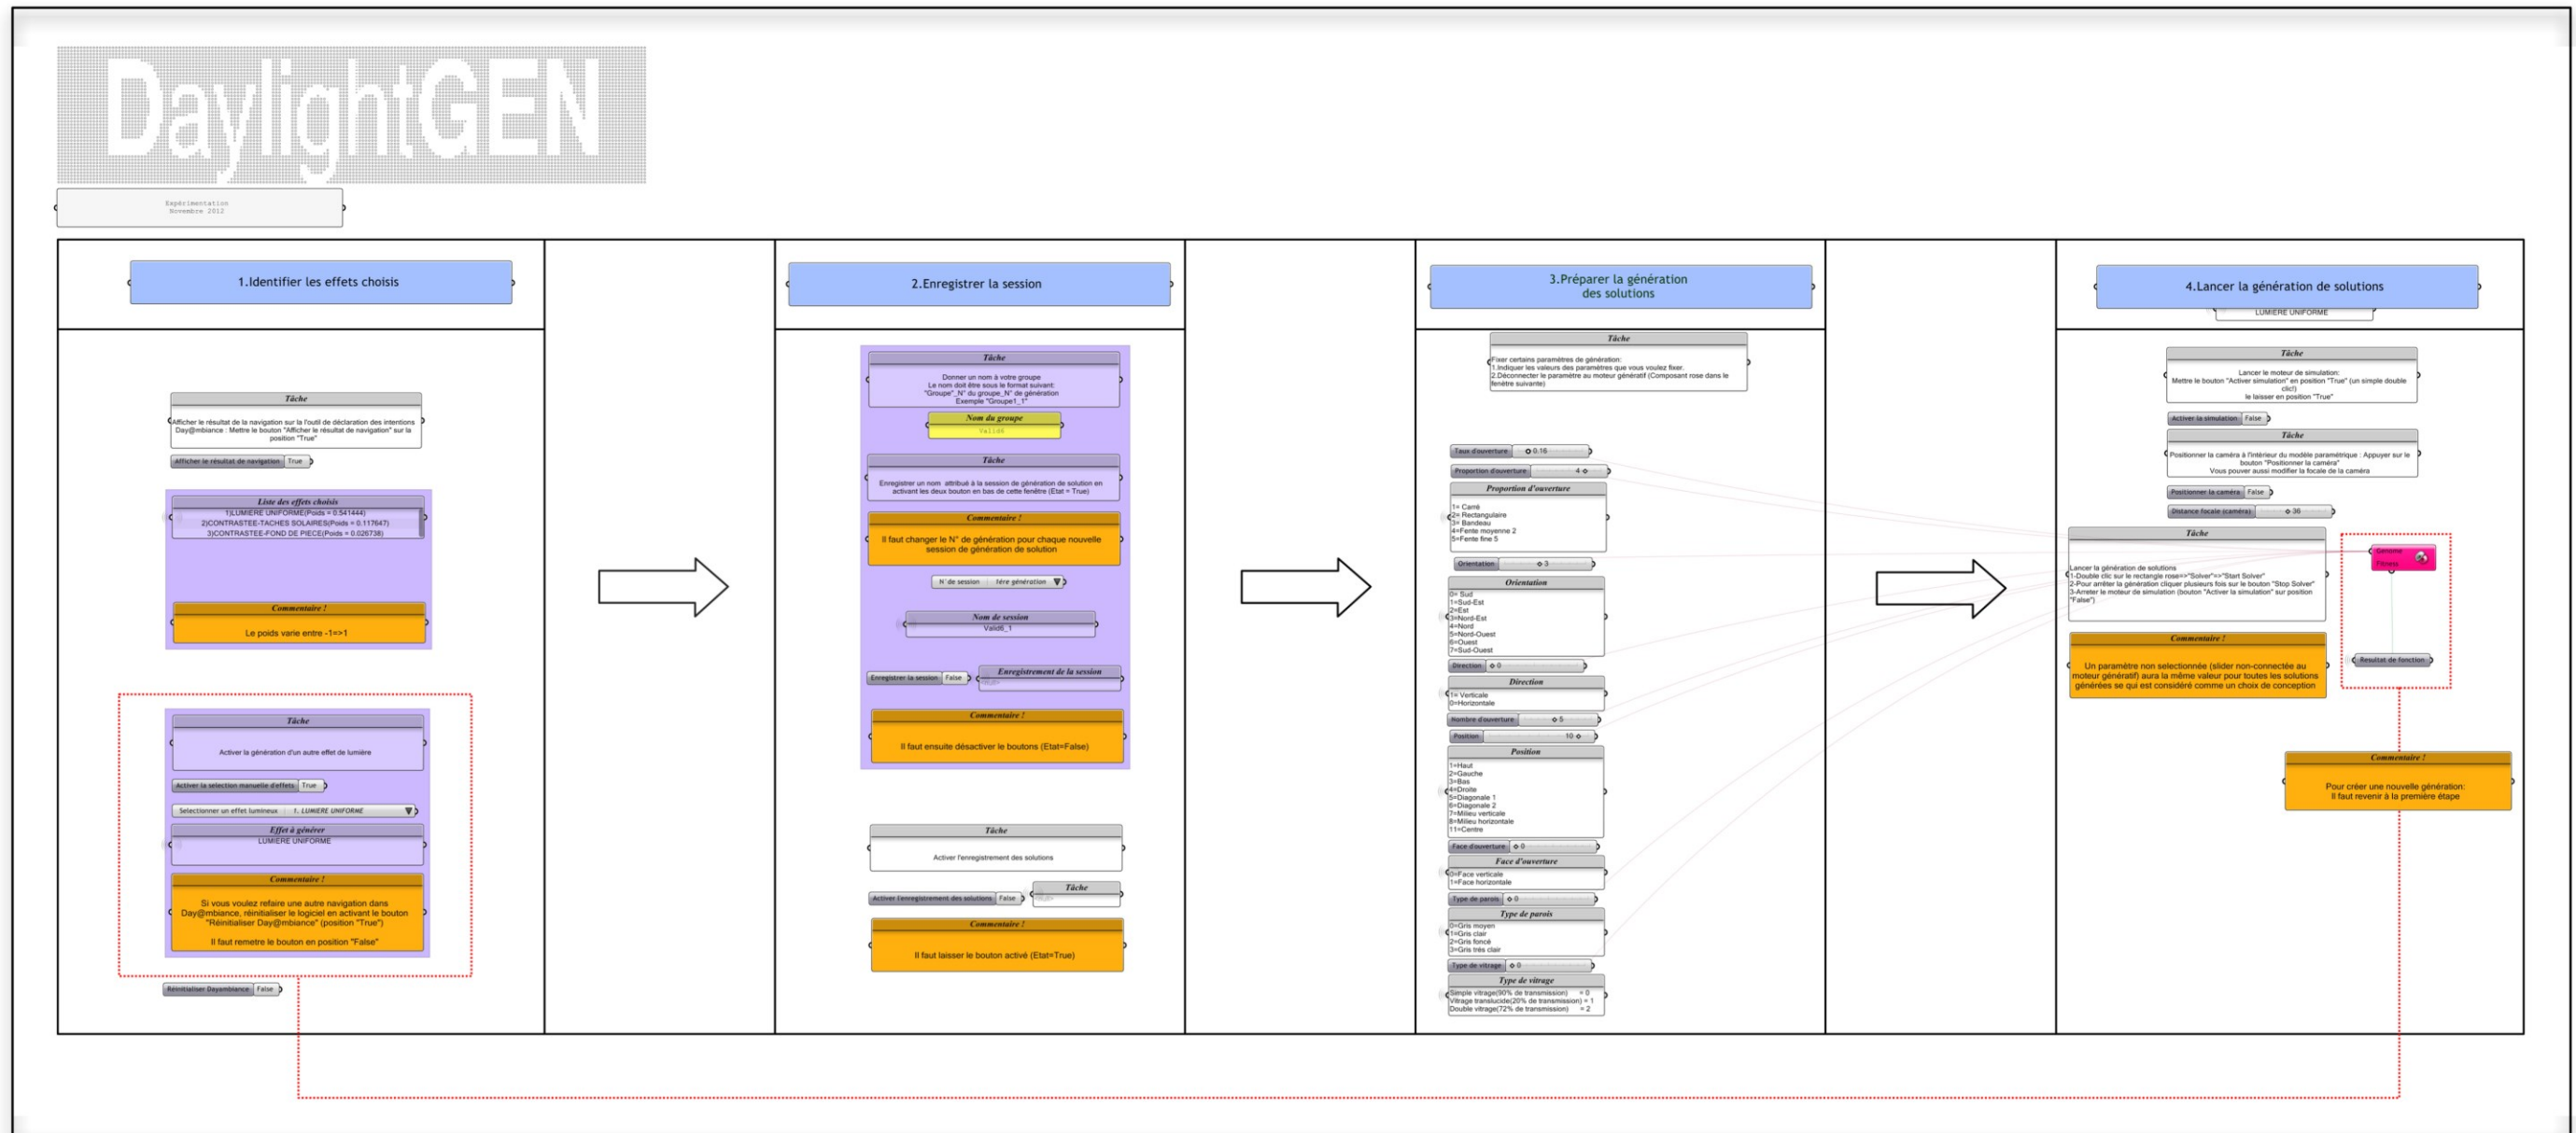 DaylightGEN
Expérimentation
Novembre 2012
1.Identifier les effets choisis
Tâche
Afficher le résultat de la navigation sur la l'outil de déclaration des intentions
Day@mbiance : Mettre le bouton "Afficher le résultat de navigation" sur la
position "True"
Afficher le résultat de navigation True
Liste des effets choisis
1)LUMIERE UNIFORME(Poids = 0.541444)
2)CONTRASTEE-TACHES SOLAIRES(Poids = 0.117647)
3)CONTRASTEE-FOND DE PIECE(Poids = 0.026738)
Commentaire !
Le poids varie entre -1=>1
Tâche
Activer la génération d'un autre effet de lumière
Activer la selection manuelle d'effets True
Selectionner un effet lumineux 1. LUMIERE UNIFORME
Effet à générer
LUMIERE UNIFORME
Commentaire !
Si vous voulez refaire une autre navigation dans
Day@mbiance, réinitialiser le logiciel en activant le bouton
"Réinitialiser Day@mbiance" (position "True")
Il faut remetre le bouton en position "False"
Réinitialiser Dayambiance False
2.Enregistrer la session
Tâche
Donner un nom à votre groupe
Le nom doit être sous le format suivant:
"Groupe"_N° du groupe_N° de génération
Exemple "Groupe1_1"
Nom du groupe
Valid6
Tâche
Enregistrer un nom attribué à la session de génération de solution en
activant les deux bouton en bas de cette fenêtre (Etat = True)
Commentaire !
Il faut changer le N° de génération pour chaque nouvelle
session de génération de solution
N°de session 1ére génération
Nom de session
Valid6_1
Enregistrer la session False
Enregistrement de la session
<null>
Commentaire !
Il faut ensuite désactiver le boutons (Etat=False)
Tâche
Activer l'enregistrement des solutions
Activer l'enregistrement des solutions False
Tâche
<null>
Commentaire !
Il faut laisser le bouton activé (Etat=True)
3.Préparer la génération
des solutions
Tâche
Fixer certains paramètres de génération:
1.Indiquer les valeurs des paramètres que vous voulez fixer.
2.Déconnecter le paramètre au moteur génératif (Composant rose dans le
fenêtre suivante)
Taux d'ouverture 0.16
Proportion d'ouverture 4
Proportion d'ouverture
1= Carré
2= Rectangulaire
3= Bandeau
4=Fente moyenne 2
5=Fente fine 5
Orientation 3
Orientation
0= Sud
1=Sud-Est
2=Est
3=Nord-Est
4=Nord
5=Nord-Ouest
6=Ouest
7=Sud-Ouest
Direction 0
Direction
1= Verticale
0=Horizontale
Nombre d'ouverture 5
Position 10
Position
1=Haut
2=Gauche
3=Bas
4=Droite
5=Diagonale 1
6=Diagonale 2
7=Milieu verticale
8=Milieu horizontale
11=Centre
Face d'ouverture 0
Face d'ouverture
0=Face verticale
1=Face horizontale
Type de parois 0
Type de parois
0=Gris moyen
1=Gris clair
2=Gris foncé
3=Gris très clair
Type de vitrage 0
Type de vitrage
Simple vitrage(90% de transmission) = 0
Vitrage translucide(20% de transmission) = 1
Double vitrage(72% de transmission) = 2
4.Lancer la génération de solutions
LUMIERE UNIFORME
Tâche
Lancer le moteur de simulation:
Mettre le bouton "Activer simulation" en position "True" (un simple double
clic!)
le laisser en position "True"
Activer la simulation False
Tâche
Positionner la caméra à l'intérieur du modèle paramétrique : Appuyer sur le
bouton "Positionner la caméra"
Vous pouver aussi modifier la focale de la caméra
Positionner la caméra False
Distance focale (caméra) 36
Tâche
Lancer la génération de solutions
1-Double clic sur le rectangle rose=>"Solver"=>"Start Solver"
2-Pour arrêter la génération cliquer plusieurs fois sur le bouton "Stop Solver"
3-Arreter le moteur de simulation (bouton "Activer la simulation" sur position
"False")
Genome
Fitness
Resultat de fonction
Commentaire !
Un paramètre non selectionnée (slider non-connectée au
moteur génératif) aura la même valeur pour toutes les solutions
générées se qui est considéré comme un choix de conception
Commentaire !
Pour créer une nouvelle génération:
Il faut revenir à la première étape